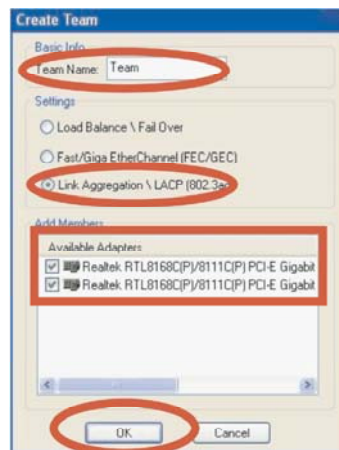 Create Team
Basic Info
Team Name: Team
Settings
Load Balance \ Fail Over
Fast/Giga EtherChannel (FEC/GEC)
Link Aggregation \ LACP (802.3ad
Add Members
Available Adapters
Realtek RTL8168C(P)/8111C(P) PCI-E Gigabit
Realtek RTL8168C(P)/8111C(P) PCI-E Gigabit
OK
Cancel